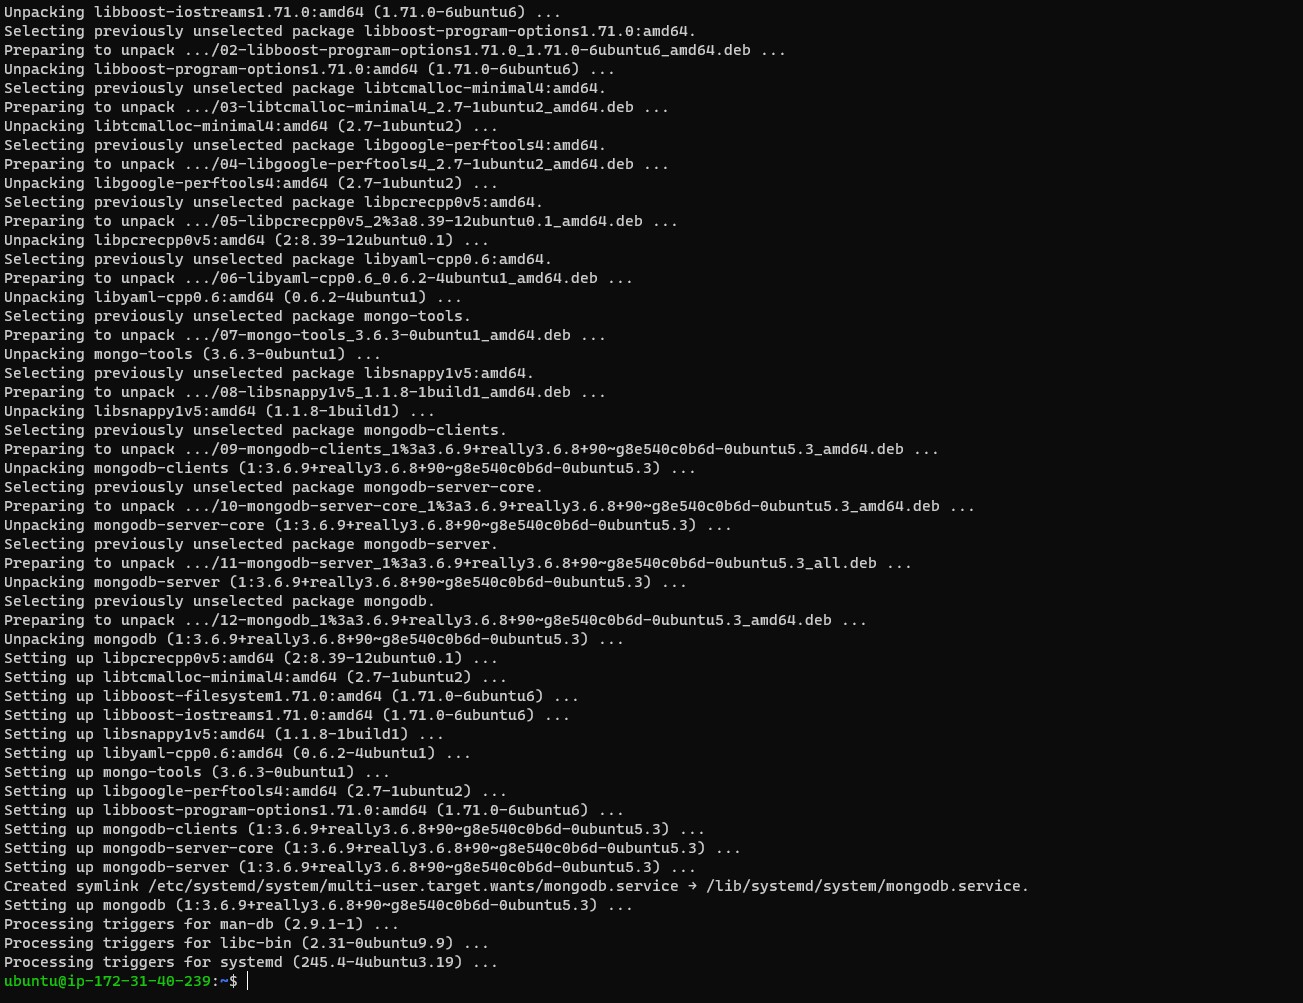 Unpacking libboost-iostreams1.71.0:amd64 (1.71.0-6ubuntu6) ...
Selecting previously unselected package libboost-program-options1.71.0:amd64.
Preparing to unpack .../02-libboost-program-options1.71.0_1.71.0-6ubuntu6_amd64.deb ...
Unpacking libboost-program-options1.71.0:amd64 (1.71.0-6ubuntu6) ...
Selecting previously unselected package libtcmalloc-minimal4:amd64.
Preparing to unpack .../03-libtcmalloc-minimal4_2.7-1ubuntu2_amd64.deb ...
Unpacking libtcmalloc-minimal4:amd64 (2.7-1ubuntu2) ...
Selecting previously unselected package libgoogle-perftools4:amd64.
Preparing to unpack .../04-libgoogle-perftools4_2.7-1ubuntu2_amd64.deb ...
Unpacking libgoogle-perftools4:amd64 (2.7-1ubuntu2) ...
Selecting previously unselected package libpcrecpp0v5:amd64.
Preparing to unpack .../05-libpcrecpp0v5_2%3a8.39-12ubuntu0.1_amd64.deb ...
Unpacking libpcrecpp0v5:amd64 (2:8.39-12ubuntu0.1) ...
Selecting previously unselected package libyaml-cpp0.6:amd64.
Preparing to unpack .../06-libyaml-cpp0.6_0.6.2-4ubuntu1_amd64.deb ...
Unpacking libyaml-cpp0.6:amd64 (0.6.2-4ubuntu1) ...
Selecting previously unselected package mongo-tools.
Preparing to unpack .../07-mongo-tools_3.6.3-0ubuntu1_amd64.deb ...
Unpacking mongo-tools (3.6.3-0ubuntu1) ...
Selecting previously unselected package libsnappy1v5:amd64.
Preparing to unpack .../08-libsnappy1v5_1.1.8-1build1_amd64.deb ...
Unpacking libsnappy1v5:amd64 (1.1.8-1build1) ...
Selecting previously unselected package mongodb-clients.
Preparing to unpack .../09-mongodb-clients_1%3a3.6.9+really3.6.8+90~g8e540c0b6d-0ubuntu5.3_amd64.deb ...
Unpacking mongodb-clients (1:3.6.9+really3.6.8+90~g8e540c0b6d-0ubuntu5.3) ...
Selecting previously unselected package mongodb-server-core.
Preparing to unpack .../10-mongodb-server-core_1%3a3.6.9+really3.6.8+90~g8e540c0b6d-0ubuntu5.3_amd64.deb ...
Unpacking mongodb-server-core (1:3.6.9+really3.6.8+90~g8e540c0b6d-0ubuntu5.3) ...
Selecting previously unselected package mongodb-server.
Preparing to unpack .../11-mongodb-server_1%3a3.6.9+really3.6.8+90~g8e540c0b6d-0ubuntu5.3_all.deb ...
Unpacking mongodb-server (1:3.6.9+really3.6.8+90~g8e540c0b6d-0ubuntu5.3) ...
Selecting previously unselected package mongodb.
Preparing to unpack .../12-mongodb_1%3a3.6.9+really3.6.8+90~g8e540c0b6d-0ubuntu5.3_amd64.deb ...
Unpacking mongodb (1:3.6.9+really3.6.8+90~g8e540c0b6d-0ubuntu5.3) ...
Setting up libpcrecpp0v5:amd64 (2:8.39-12ubuntu0.1) ...
Setting up libtcmalloc-minimal4:amd64 (2.7-1ubuntu2) ...
Setting up libboost-filesystem1.71.0:amd64 (1.71.0-6ubuntu6) ...
Setting up libboost-iostreams1.71.0:amd64 (1.71.0-6ubuntu6) ...
Setting up libsnappy1v5:amd64 (1.1.8-1build1) ...
Setting up libyaml-cpp0.6:amd64 (0.6.2-4ubuntu1) ...
Setting up mongo-tools (3.6.3-0ubuntu1) ...
Setting up libgoogle-perftools4:amd64 (2.7-1ubuntu2) ...
Setting up libboost-program-options1.71.0:amd64 (1.71.0-6ubuntu6) ...
Setting up mongodb-clients (1:3.6.9+really3.6.8+90~g8e540c0b6d-0ubuntu5.3) ...
Setting up mongodb-server-core (1:3.6.9+really3.6.8+90~g8e540c0b6d-0ubuntu5.3) ...
Setting up mongodb-server (1:3.6.9+really3.6.8+90~g8e540c0b6d-0ubuntu5.3) ...
Created symlink /etc/systemd/system/multi-user.target.wants/mongodb.service → /lib/systemd/system/mongodb.service.
Setting up mongodb (1:3.6.9+really3.6.8+90~g8e540c0b6d-0ubuntu5.3) ...
Processing triggers for man-db (2.9.1-1) ...
Processing triggers for libc-bin (2.31-0ubuntu9.9) ...
Processing triggers for systemd (245.4-4ubuntu3.19) ...
ubuntu@ip-172-31-40-239:~$